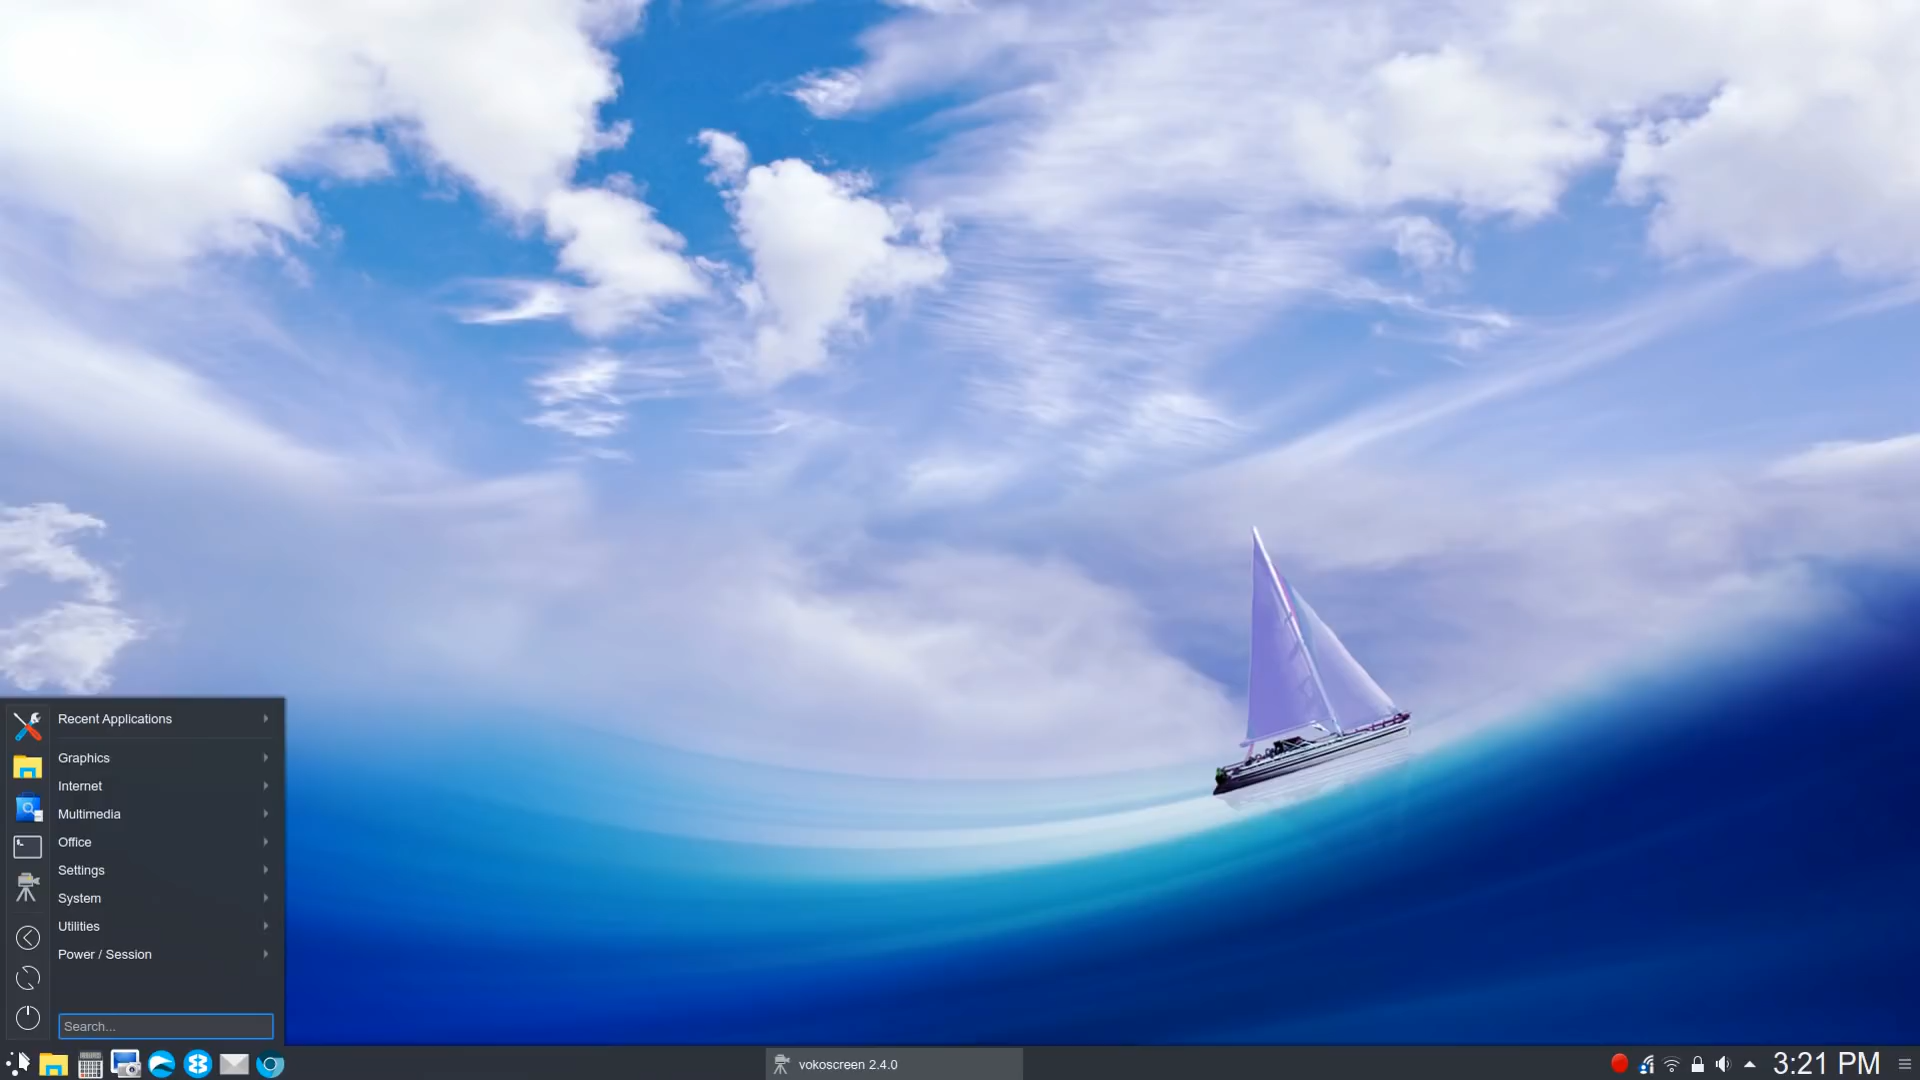 Recent Applications
Graphics
Internet
Multimedia
Office
Settings
System
Utilities
Power / Session
Search...
vokoscreen 2.4.0
3:21 PM